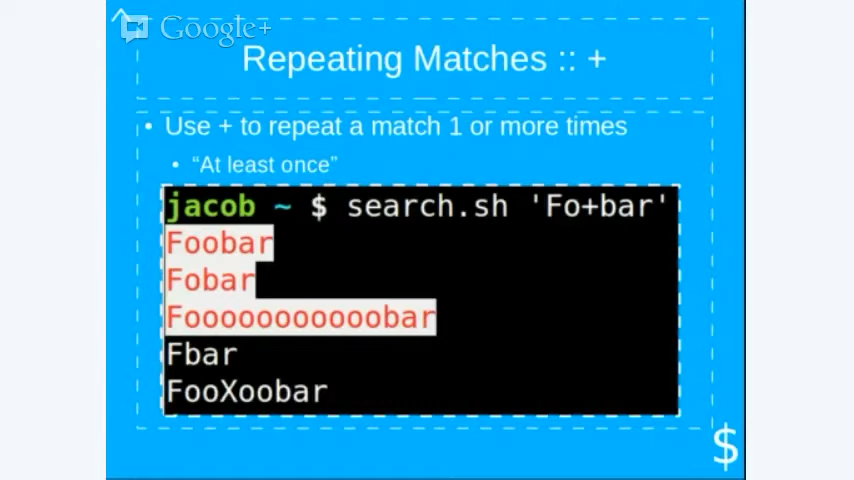 Google+
Repeating Matches :: +
• Use + to repeat a match 1 or more times
• “At least once”
jacob ~ $ search.sh 'Fo+bar'
Foobar
Fobar
Foooooooooooobar
Fbar
FooXoobar
$